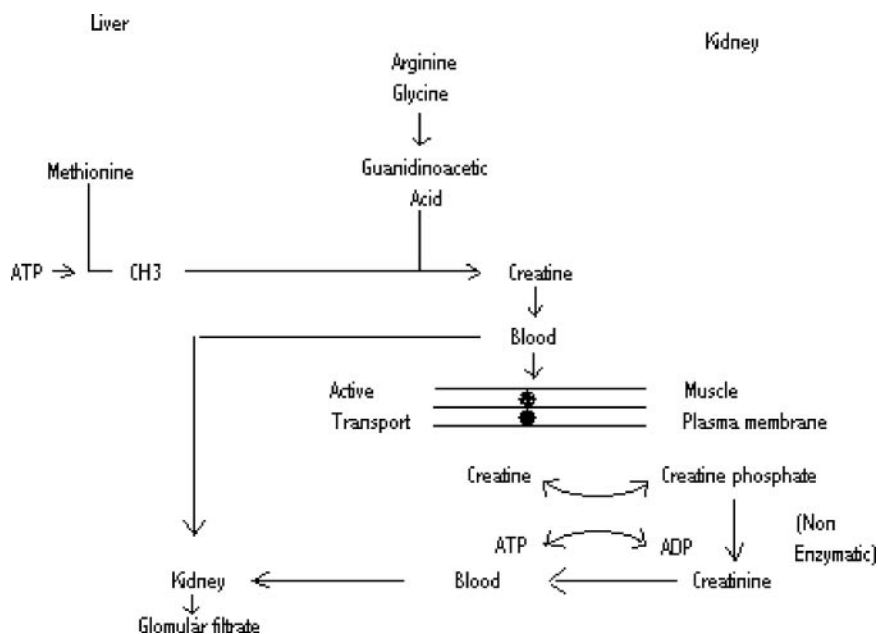 Liver
Kidney
Arginine
Glycine
Methionine
Guanidinoacetic
Acid
ATP CH3 Creatine
Blood
Active Muscle
Transport Plasma membrane
Creatine Creatine phosphate
(Non
Enzymatic)
ATP ADP
Kidney Blood Creatinine
Glomular filtrate